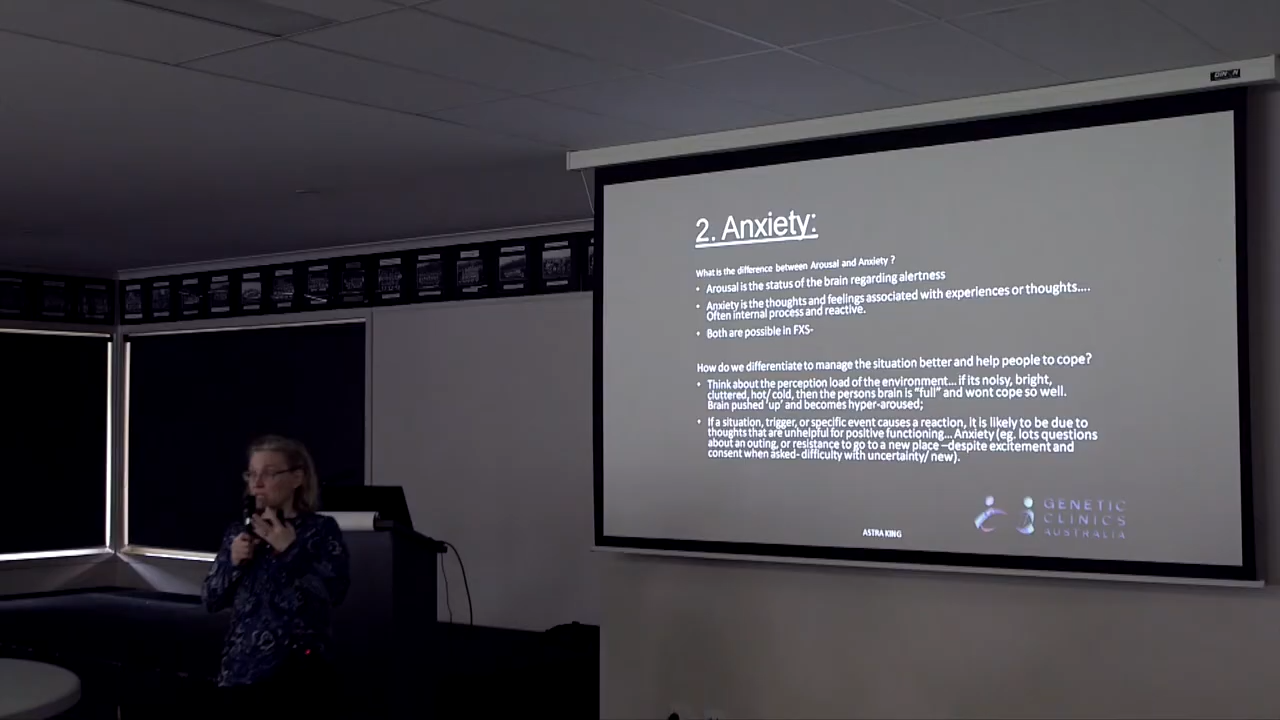 2. Anxiety:
What is the difference between Arousal and Anxiety ?
• Arousal is the status of the brain regarding alertness
• Anxiety is the thoughts and feelings associated with experiences or thoughts....
Often internal process and reactive.
• Both are possible in FXS-
How do we differentiate to manage the situation better and help people to cope?
• Think about the perception load of the environment... if its noisy, bright,
cluttered, hot/ cold, then the persons brain is "full" and wont cope so well.
Brain pushed 'up' and becomes hyper-aroused;
• If a situation, trigger, or specific event causes a reaction, it is likely to be due to
thoughts that are unhelpful for positive functioning... Anxiety (eg. lots questions
about an outing, or resistance to go to a new place –despite excitement and
consent when asked- difficulty with uncertainty/ new).
GENETIC
CLINICS
AUSTRALIA
ASTRA KING